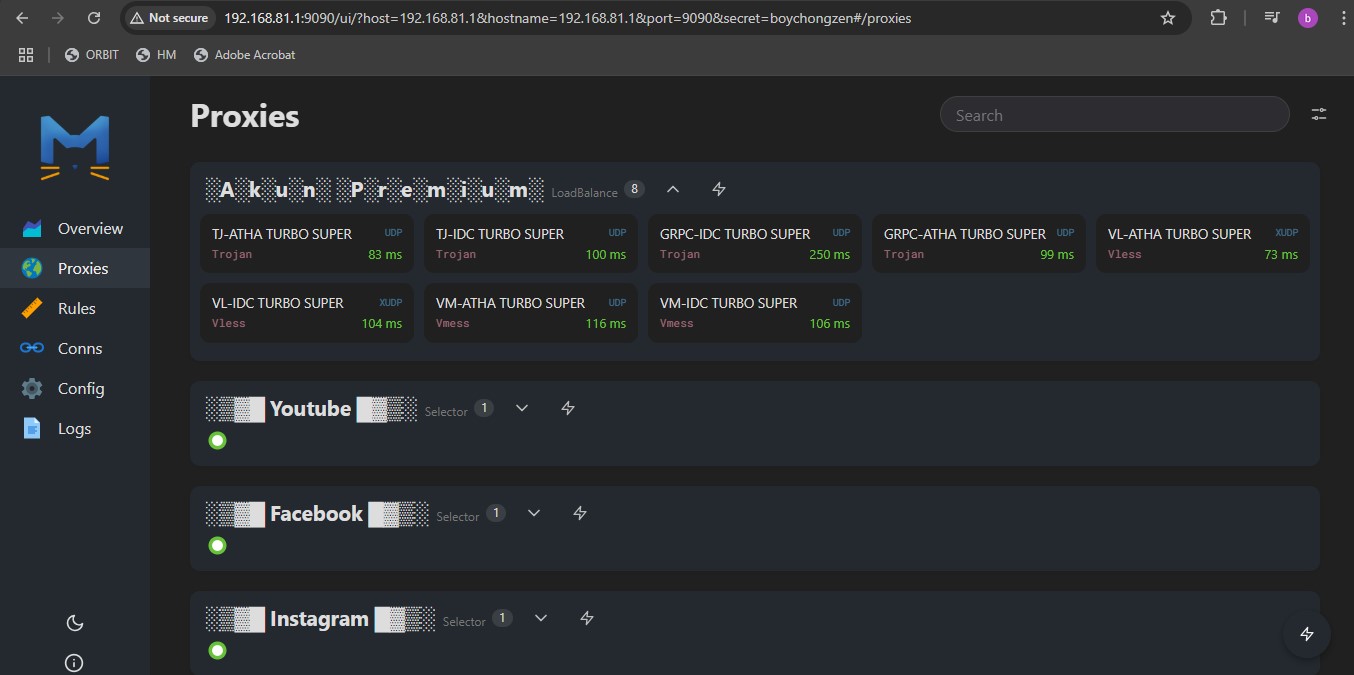 Not secure 192.168.81.1:9090/ui/?host=192.168.81.1&hostname=192.168.81.1&port=9090&secret=boychongzen#/proxies b
ORBIT HM Adobe Acrobat
Proxies
Search
░A░k░u░n░ ░P░r░e░m░i░u░m░ LoadBalance 8
TJ-ATHA TURBO SUPER UDP
Trojan 83 ms
TJ-IDC TURBO SUPER UDP
Trojan 100 ms
GRPC-IDC TURBO SUPER UDP
Trojan 250 ms
GRPC-ATHA TURBO SUPER UDP
Trojan 99 ms
VL-ATHA TURBO SUPER XUDP
Vless 73 ms
VL-IDC TURBO SUPER XUDP
Vless 104 ms
VM-ATHA TURBO SUPER UDP
Vmess 116 ms
VM-IDC TURBO SUPER UDP
Vmess 106 ms
░▒▓█ Youtube █▓▒░ Selector 1
░▒▓█ Facebook █▓▒░ Selector 1
░▒▓█ Instagram █▓▒░ Selector 1
Overview
Proxies
Rules
Conns
Config
Logs